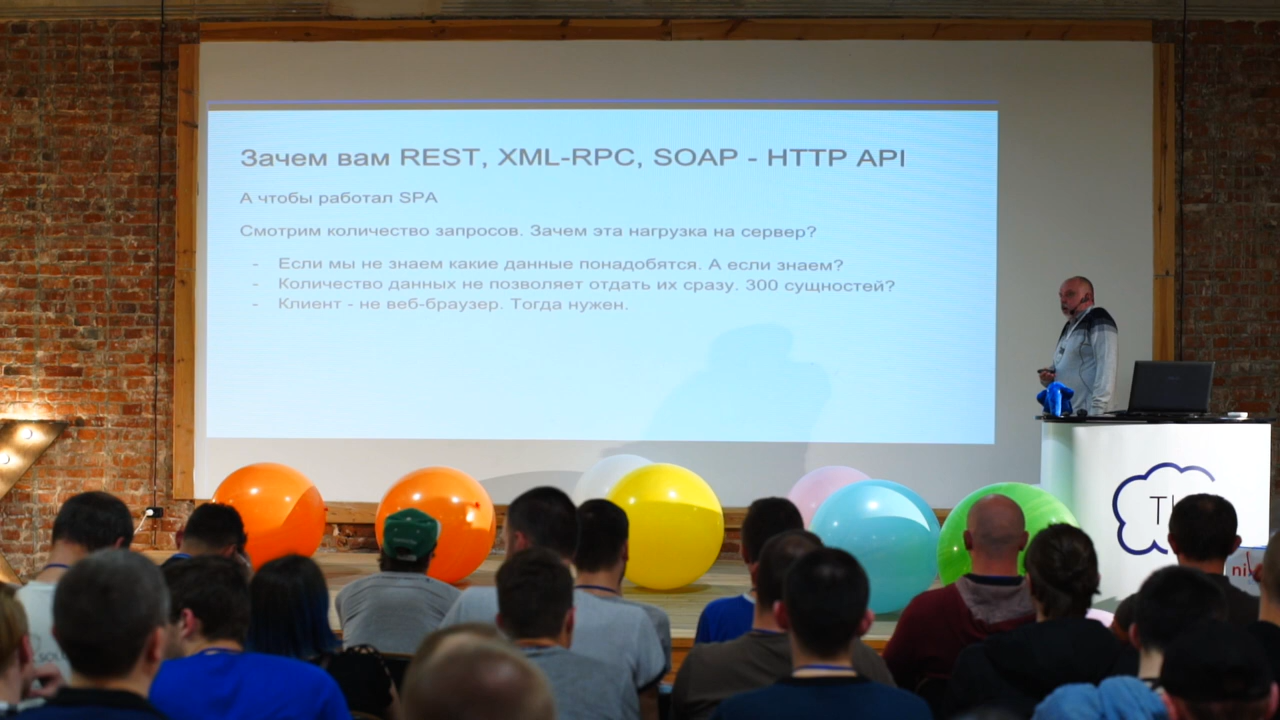 Зачем вам REST, XML-RPC, SOAP - HTTP API
А чтобы работал SPA
Смотрим количество запросов. Зачем эта нагрузка на сервер?
- Если мы не знаем какие данные понадобятся. А если знаем?
- Количество данных не позволяет отдать их сразу. 300 сущностей?
- Клиент - не веб-браузер. Тогда нужен.